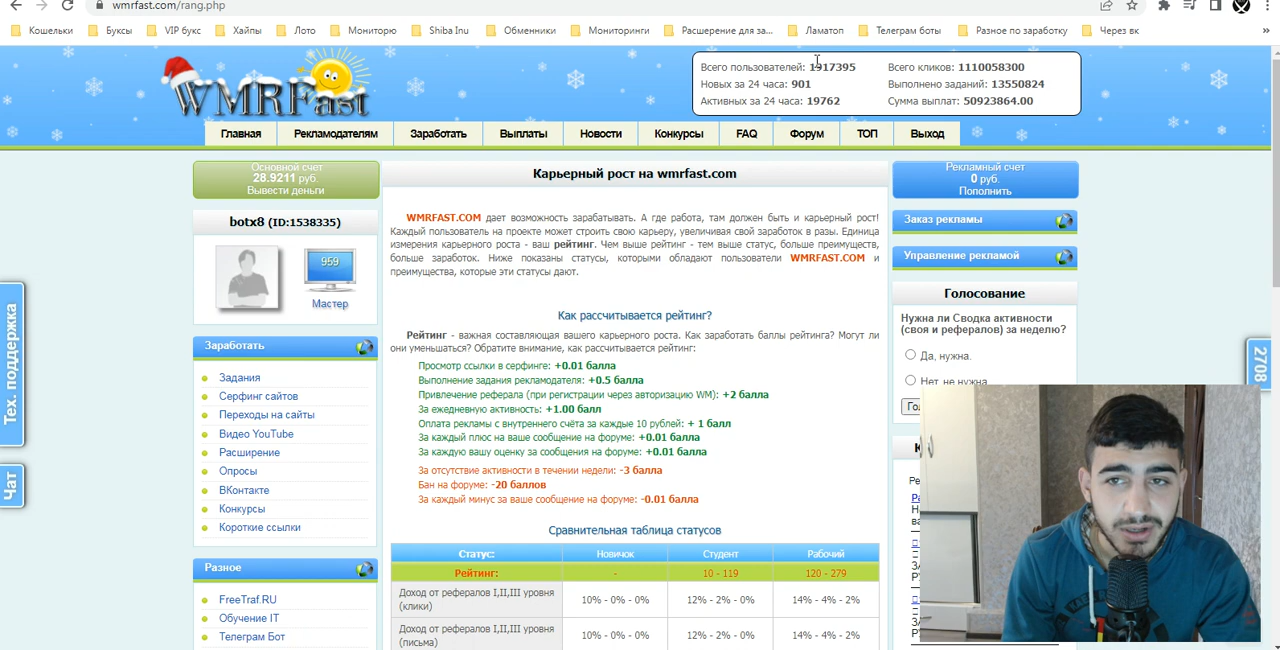 wmrfast.com/rang.php
Кошельки Буксы VIP букс Хайпы Лото Мониторю Shiba Inu Обменники Мониторинги Расшерение для за... Ламатоп Телеграм боты Разное по заработку Через вк »
WMRFast
Всего пользователей: 1917395 Всего кликов: 1110058300
Новых за 24 часа: 901 Выполнено заданий: 13550824
Активных за 24 часа: 19762 Сумма выплат: 50923864.00
Главная Рекламодателям Заработать Выплаты Новости Конкурсы FAQ Форум ТОП Выход
Основной счет
28.9211 руб.
Вывести деньги
botx8 (ID:1538335)
959
Мастер
Заработать
Задания
Серфинг сайтов
Переходы на сайты
Видео YouTube
Расширение
Опросы
ВКонтакте
Конкурсы
Короткие ссылки
Разное
FreeTraf.RU
Обучение IT
Телеграм Бот
Тех. поддержка
Чат
Карьерный рост на wmrfast.com
WMRFAST.COM дает возможность зарабатывать. А где работа, там должен быть и карьерный рост!
Каждый пользователь на проекте может строить свою карьеру, увеличивая свой заработок в разы. Единица
измерения карьерного роста - ваш рейтинг. Чем выше рейтинг - тем выше статус, больше преимуществ,
больше заработок. Ниже показаны статусы, которыми обладают пользователи WMRFAST.COM и
преимущества, которые эти статусы дают.
Как рассчитывается рейтинг?
Рейтинг - важная составляющая вашего карьерного роста. Как заработать баллы рейтинга? Могут ли
они уменьшаться? Обратите внимание, как рассчитывается рейтинг:
Просмотр ссылки в серфинге: +0.01 балла
Выполнение задания рекламодателя: +0.5 балла
Привлечение реферала (при регистрации через авторизацию WM): +2 балла
За ежедневную активность: +1.00 балл
Оплата рекламы с внутреннего счёта за каждые 10 рублей: + 1 балл
За каждый плюс на ваше сообщение на форуме: +0.01 балла
За каждую вашу оценку за сообщения на форуме: +0.01 балла
За отсутствие активности в течении недели: -3 балла
Бан на форуме: -20 баллов
За каждый минус за ваше сообщение на форуме: -0.01 балла
Сравнительная таблица статусов
Статус: Новичок Студент Рабочий
Рейтинг: - 10 - 119 120 - 279
Доход от рефералов I,II,III уровня
(клики) 10% - 0% - 0% 12% - 2% - 0% 14% - 4% - 2%
Доход от рефералов I,II,III уровня
(письма) 10% - 0% - 0% 12% - 2% - 0% 14% - 4% - 2%
Рекламный счет
0 руб.
Пополнить
Заказ рекламы
Управление рекламой
Голосование
Нужна ли Сводка активности
(своя и рефералов) за неделю?
Да, нужна.
Нет, не нужна.
2708